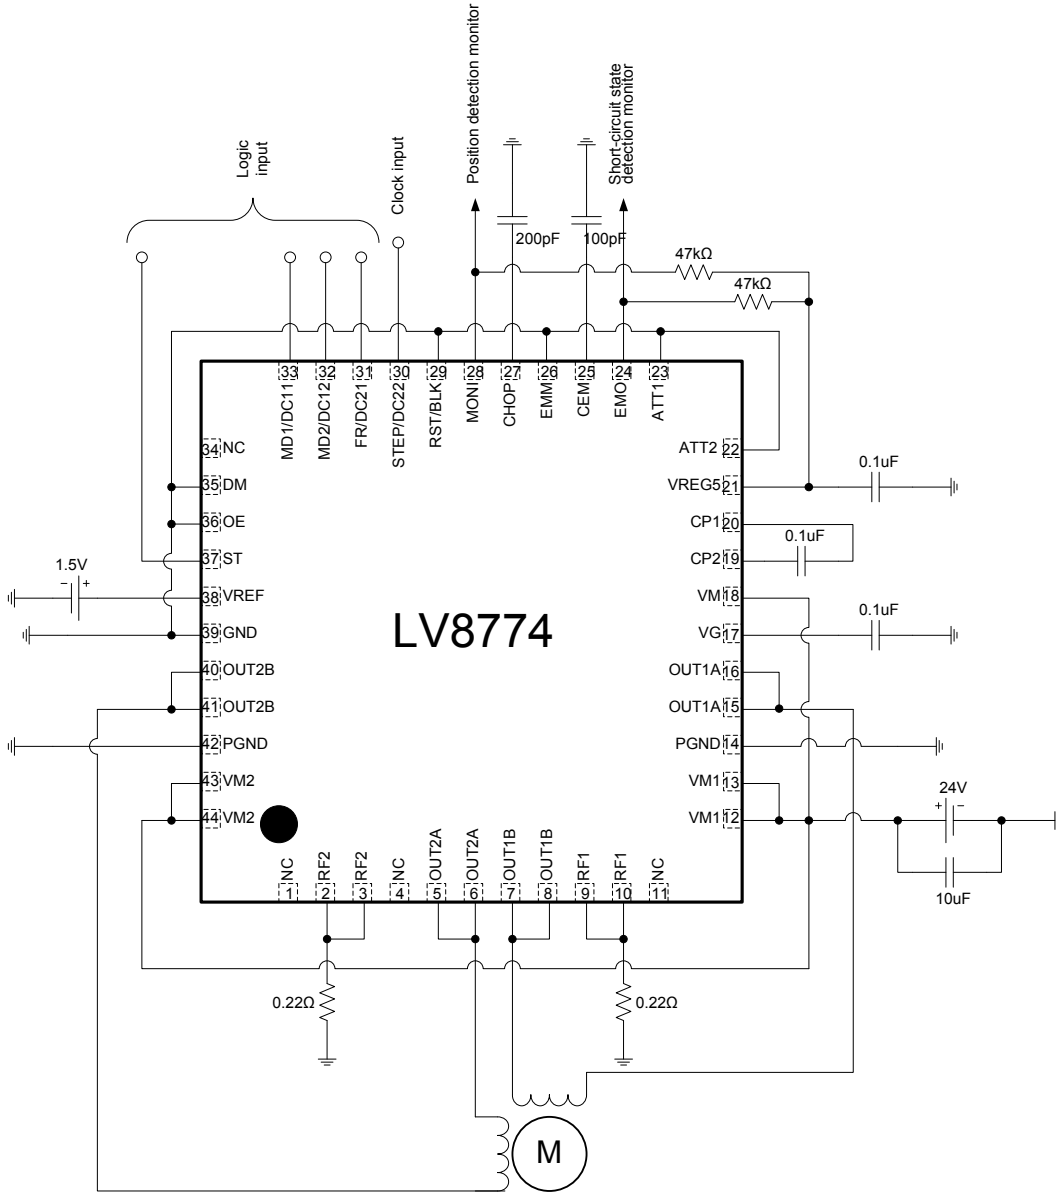 Position detection monitor
Short-circuit state
detection monitor
Logic
input
Clock input
200pF
100pF
47kΩ
47kΩ
33
32
31
30
29
28
27
26
25
24
23
MD1/DC11
MD2/DC12
FR/DC21
STEP/DC22
RST/BLK
MONI
CHOP
EMM
CEM
EMO
ATT1
34 NC
ATT2 22
35 DM
VREG5 21
0.1uF
36 OE
CP1 20
37 ST
CP2 19
0.1uF
1.5V
− +
38 VREF
VM 18
39 GND
LV8774
VG 17
0.1uF
40 OUT2B
OUT1A 16
41 OUT2B
OUT1A 15
42 PGND
PGND 14
43 VM2
VM1 13
24V
+ −
44 VM2
VM1 12
10uF
NC
RF2
RF2
NC
OUT2A
OUT2A
OUT1B
OUT1B
RF1
RF1
NC
1
2
3
4
5
6
7
8
9
10
11
0.22Ω
0.22Ω
M